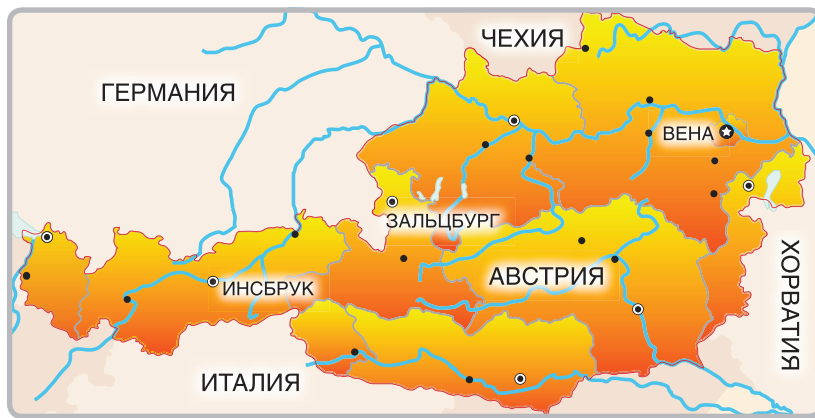 ЧЕХИЯ
ГЕРМАНИЯ
ВЕНА
ЗАЛЬЦБУРГ
ХОРВАТИЯ
АВСТРИЯ
ИНСБРУК
ИТАЛИЯ